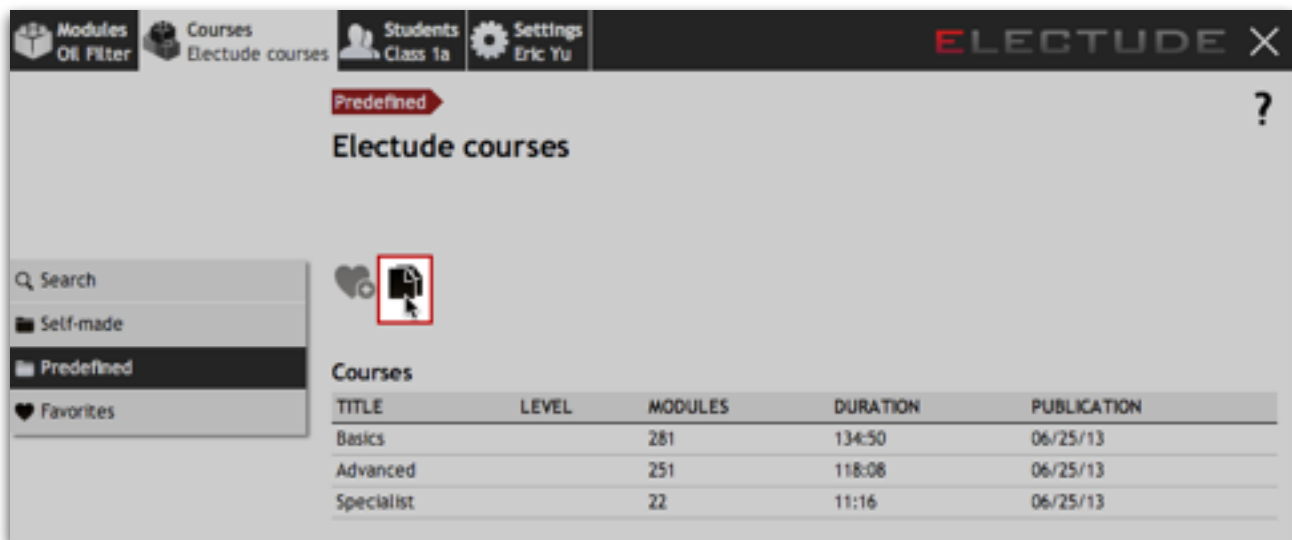 Modules
Oil Filter
Courses
Electude courses
Students
Class 1a
Settings
Eric Yu
ELECTUDE
Predefined
?
Electude courses
Search
Self-made
Predefined
Favorites
Courses
TITLE LEVEL MODULES DURATION PUBLICATION
Basics 281 134:50 06/25/13
Advanced 251 118:08 06/25/13
Specialist 22 11:16 06/25/13